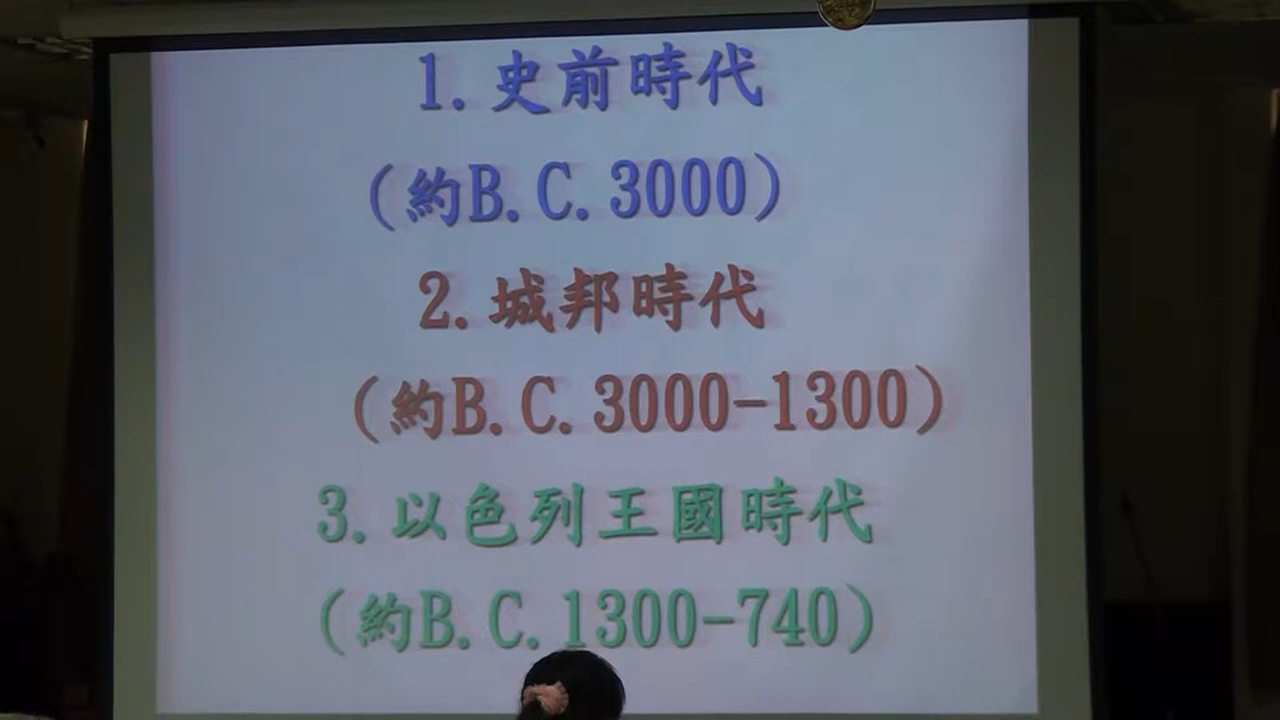 1.史前時代
(約B.C.3000)
2.城邦時代
(約B.C.3000-1300)
3.以色列王國時代
(約B.C.1300-740)